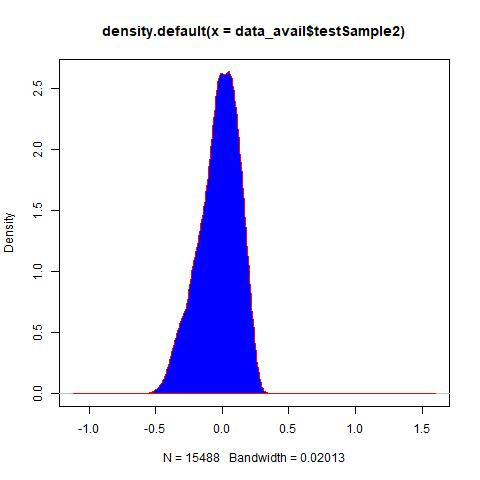 density.default(x = data_avail$testSample2)
Density
2.5
2.0
1.5
1.0
0.5
0.0
-1.0 -0.5 0.0 0.5 1.0 1.5
N = 15488 Bandwidth = 0.02013